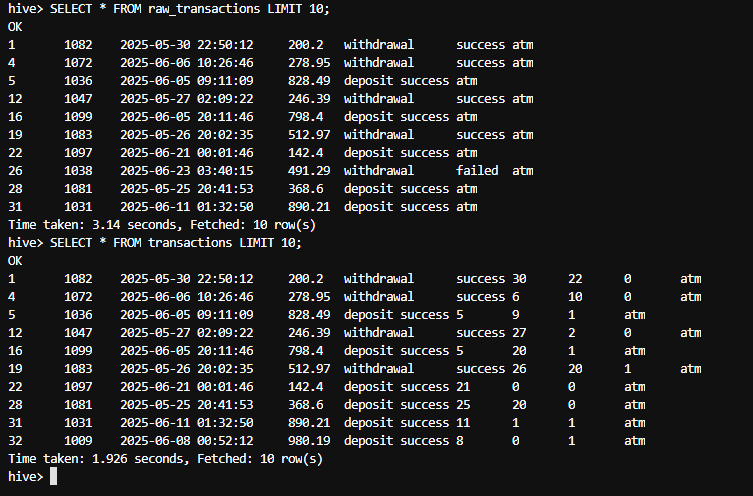 hive> SELECT * FROM raw_transactions LIMIT 10;
OK
1 1082 2025-05-30 22:50:12 200.2 withdrawal success atm
4 1072 2025-06-06 10:26:46 278.95 withdrawal success atm
5 1036 2025-06-05 09:11:09 828.49 deposit success atm
12 1047 2025-05-27 02:09:22 246.39 withdrawal success atm
16 1099 2025-06-05 20:11:46 798.4 deposit success atm
19 1083 2025-05-26 20:02:35 512.97 withdrawal success atm
22 1097 2025-06-21 00:01:46 142.4 deposit success atm
26 1038 2025-06-23 03:40:15 491.29 withdrawal failed atm
28 1081 2025-05-25 20:41:53 368.6 deposit success atm
31 1031 2025-06-11 01:32:50 890.21 deposit success atm
Time taken: 3.14 seconds, Fetched: 10 row(s)
hive> SELECT * FROM transactions LIMIT 10;
OK
1 1082 2025-05-30 22:50:12 200.2 withdrawal success 30 22 0 atm
4 1072 2025-06-06 10:26:46 278.95 withdrawal success 6 10 0 atm
5 1036 2025-06-05 09:11:09 828.49 deposit success 5 9 1 atm
12 1047 2025-05-27 02:09:22 246.39 withdrawal success 27 2 0 atm
16 1099 2025-06-05 20:11:46 798.4 deposit success 5 20 1 atm
19 1083 2025-05-26 20:02:35 512.97 withdrawal success 26 20 1 atm
22 1097 2025-06-21 00:01:46 142.4 deposit success 21 0 0 atm
28 1081 2025-05-25 20:41:53 368.6 deposit success 25 20 0 atm
31 1031 2025-06-11 01:32:50 890.21 deposit success 11 1 1 atm
32 1009 2025-06-08 00:52:12 980.19 deposit success 8 0 1 atm
Time taken: 1.926 seconds, Fetched: 10 row(s)
hive>